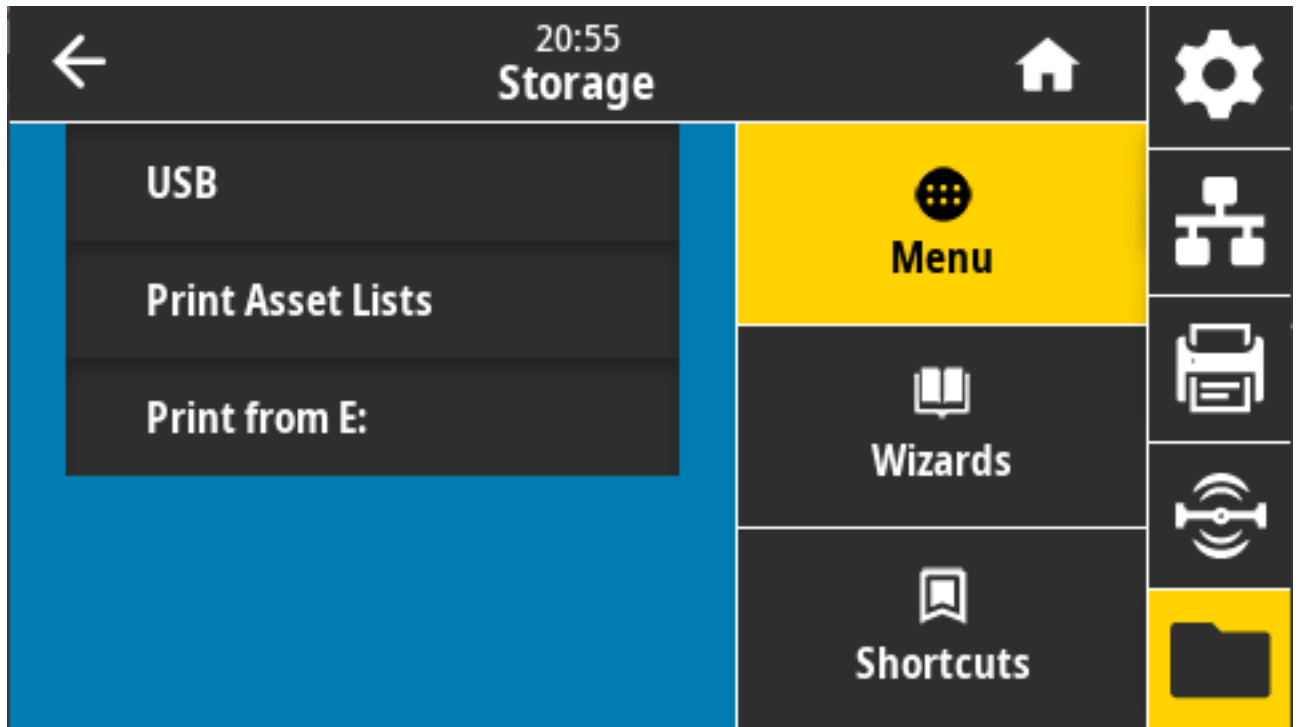 20:55
Storage
USB
Print Asset Lists
Print from E:
Menu
Wizards
Shortcuts